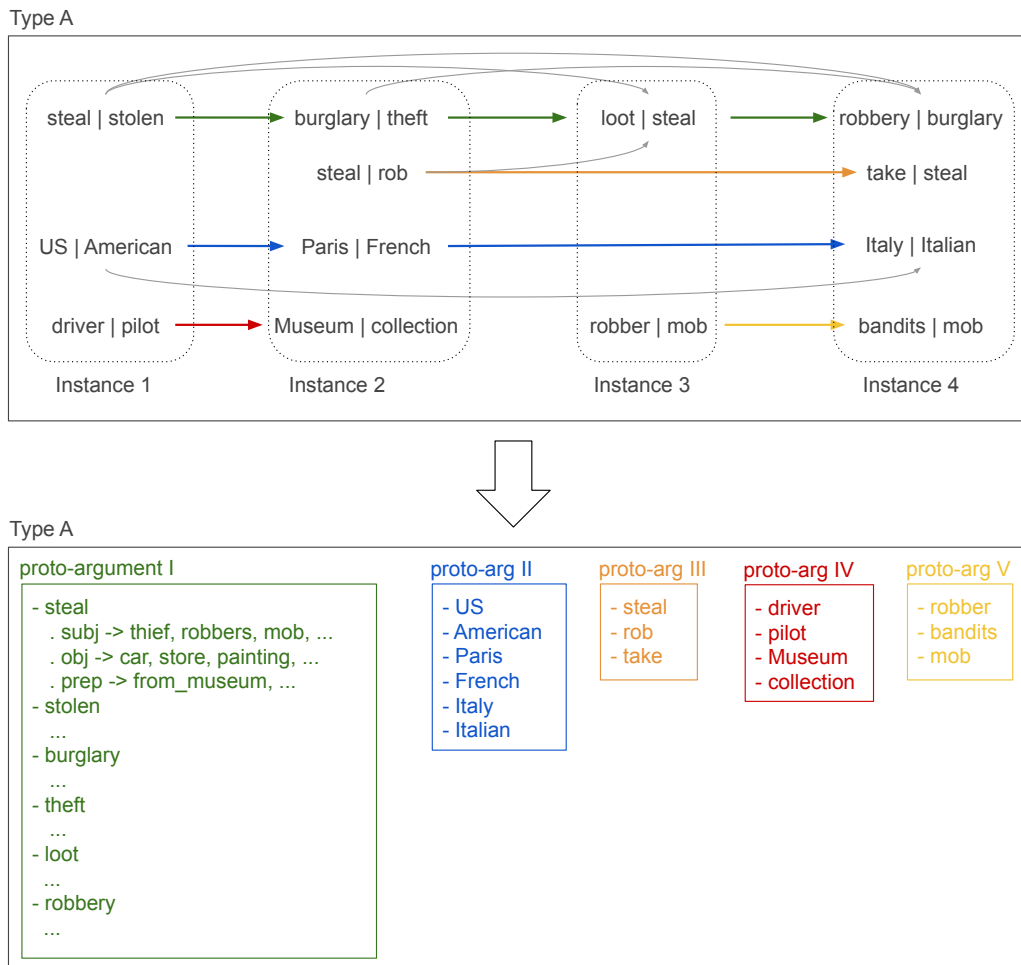 Type A
steal | stolen
burglary | theft
loot | steal
robbery | burglary
steal | rob
take | steal
US | American
Paris | French
Italy | Italian
driver | pilot
Museum | collection
robber | mob
bandits | mob
Instance 1
Instance 2
Instance 3
Instance 4
Type A
proto-argument I
- steal
. subj -> thief, robbers, mob, ...
. obj -> car, store, painting, ...
. prep -> from_museum, ...
- stolen
...
- burglary
...
- theft
...
- loot
...
- robbery
...
proto-arg II
- US
- American
- Paris
- French
- Italy
- Italian
proto-arg III
- steal
- rob
- take
proto-arg IV
- driver
- pilot
- Museum
- collection
proto-arg V
- robber
- bandits
- mob